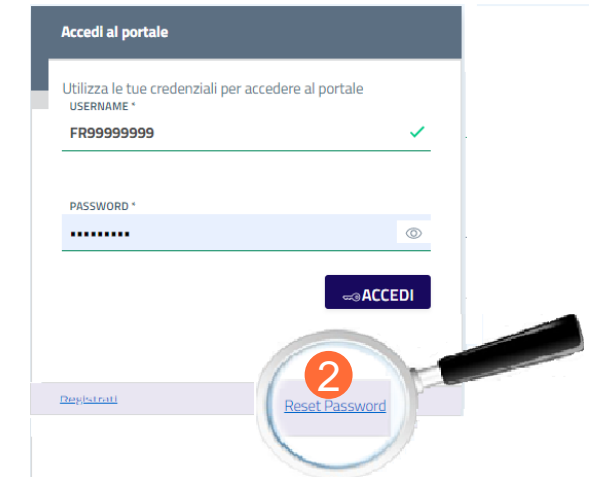 Accedi al portale
Utilizza le tue credenziali per accedere al portale
USERNAME *
FR99999999
PASSWORD *
•••••••••
ACCEDI
2
Registrati
Reset Password